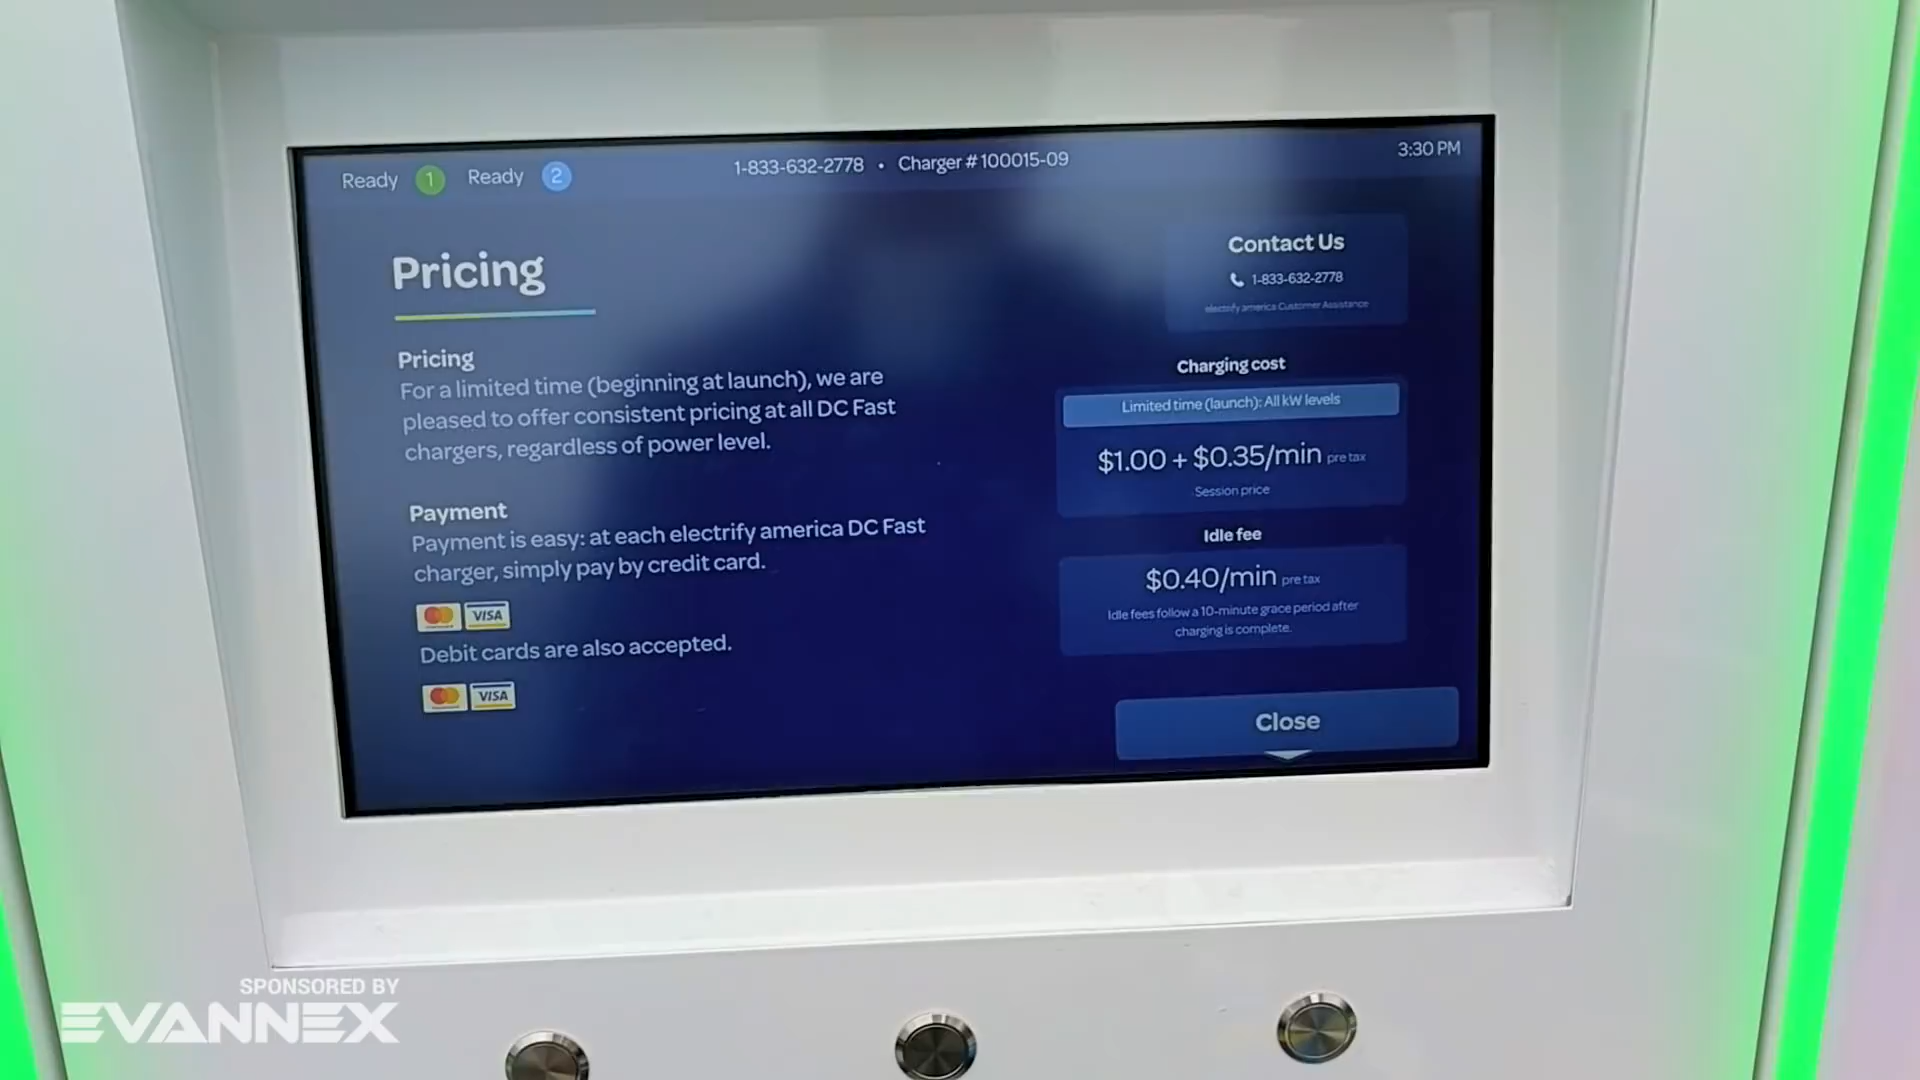 Ready 1 Ready 2
1-833-632-2778 • Charger # 100015-09
3:30 PM
Pricing
Pricing
For a limited time (beginning at launch), we are
pleased to offer consistent pricing at all DC Fast
chargers, regardless of power level.
Payment
Payment is easy: at each electrify america DC Fast
charger, simply pay by credit card.
VISA
Debit cards are also accepted.
VISA
Contact Us
1-833-632-2778
electrify america Customer Assistance
Charging cost
Limited time (launch): All kW levels
$1.00 + $0.35/min pre tax
Session price
Idle fee
$0.40/min pre tax
Idle fees follow a 10-minute grace period after
charging is complete.
Close
SPONSORED BY
EVANNEX